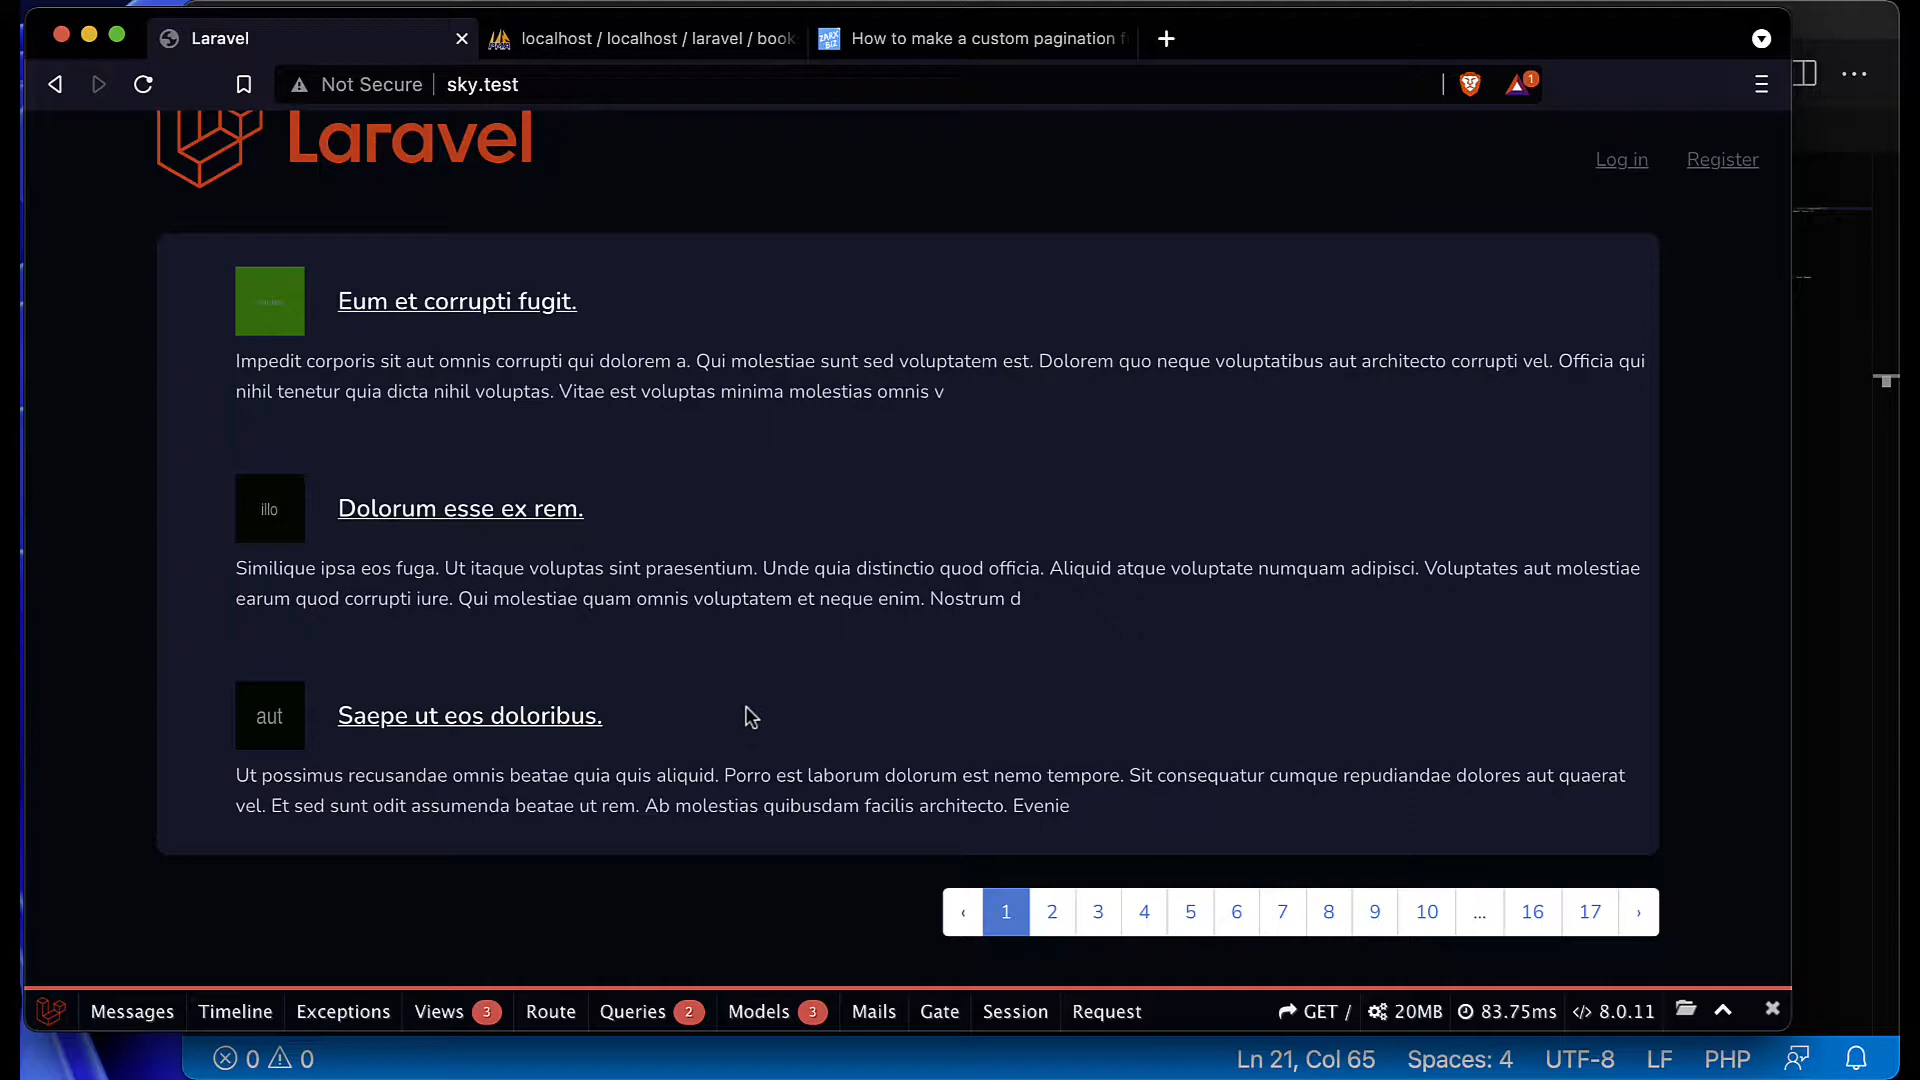 Laravel
localhost / localhost / laravel / book
How to make a custom pagination f
Not Secure
sky.test
1
Laravel
Log in
Register
Eum et corrupti fugit.
Impedit corporis sit aut omnis corrupti qui dolorem a. Qui molestiae sunt sed voluptatem est. Dolorem quo neque voluptatibus aut architecto corrupti vel. Officia qui
nihil tenetur quia dicta nihil voluptas. Vitae est voluptas minima molestias omnis v
illo
Dolorum esse ex rem.
Similique ipsa eos fuga. Ut itaque voluptas sint praesentium. Unde quia distinctio quod officia. Aliquid atque voluptate numquam adipisci. Voluptates aut molestiae
earum quod corrupti iure. Qui molestiae quam omnis voluptatem et neque enim. Nostrum d
aut
Saepe ut eos doloribus.
Ut possimus recusandae omnis beatae quia quis aliquid. Porro est laborum dolorum est nemo tempore. Sit consequatur cumque repudiandae dolores aut quaerat
vel. Et sed sunt odit assumenda beatae ut rem. Ab molestias quibusdam facilis architecto. Evenie
‹ 1 2 3 4 5 6 7 8 9 10 ... 16 17 ›
Messages Timeline Exceptions Views 3 Route Queries 2 Models 3 Mails Gate Session Request GET / 20MB 83.75ms 8.0.11
0 0 Ln 21, Col 65 Spaces: 4 UTF-8 LF PHP